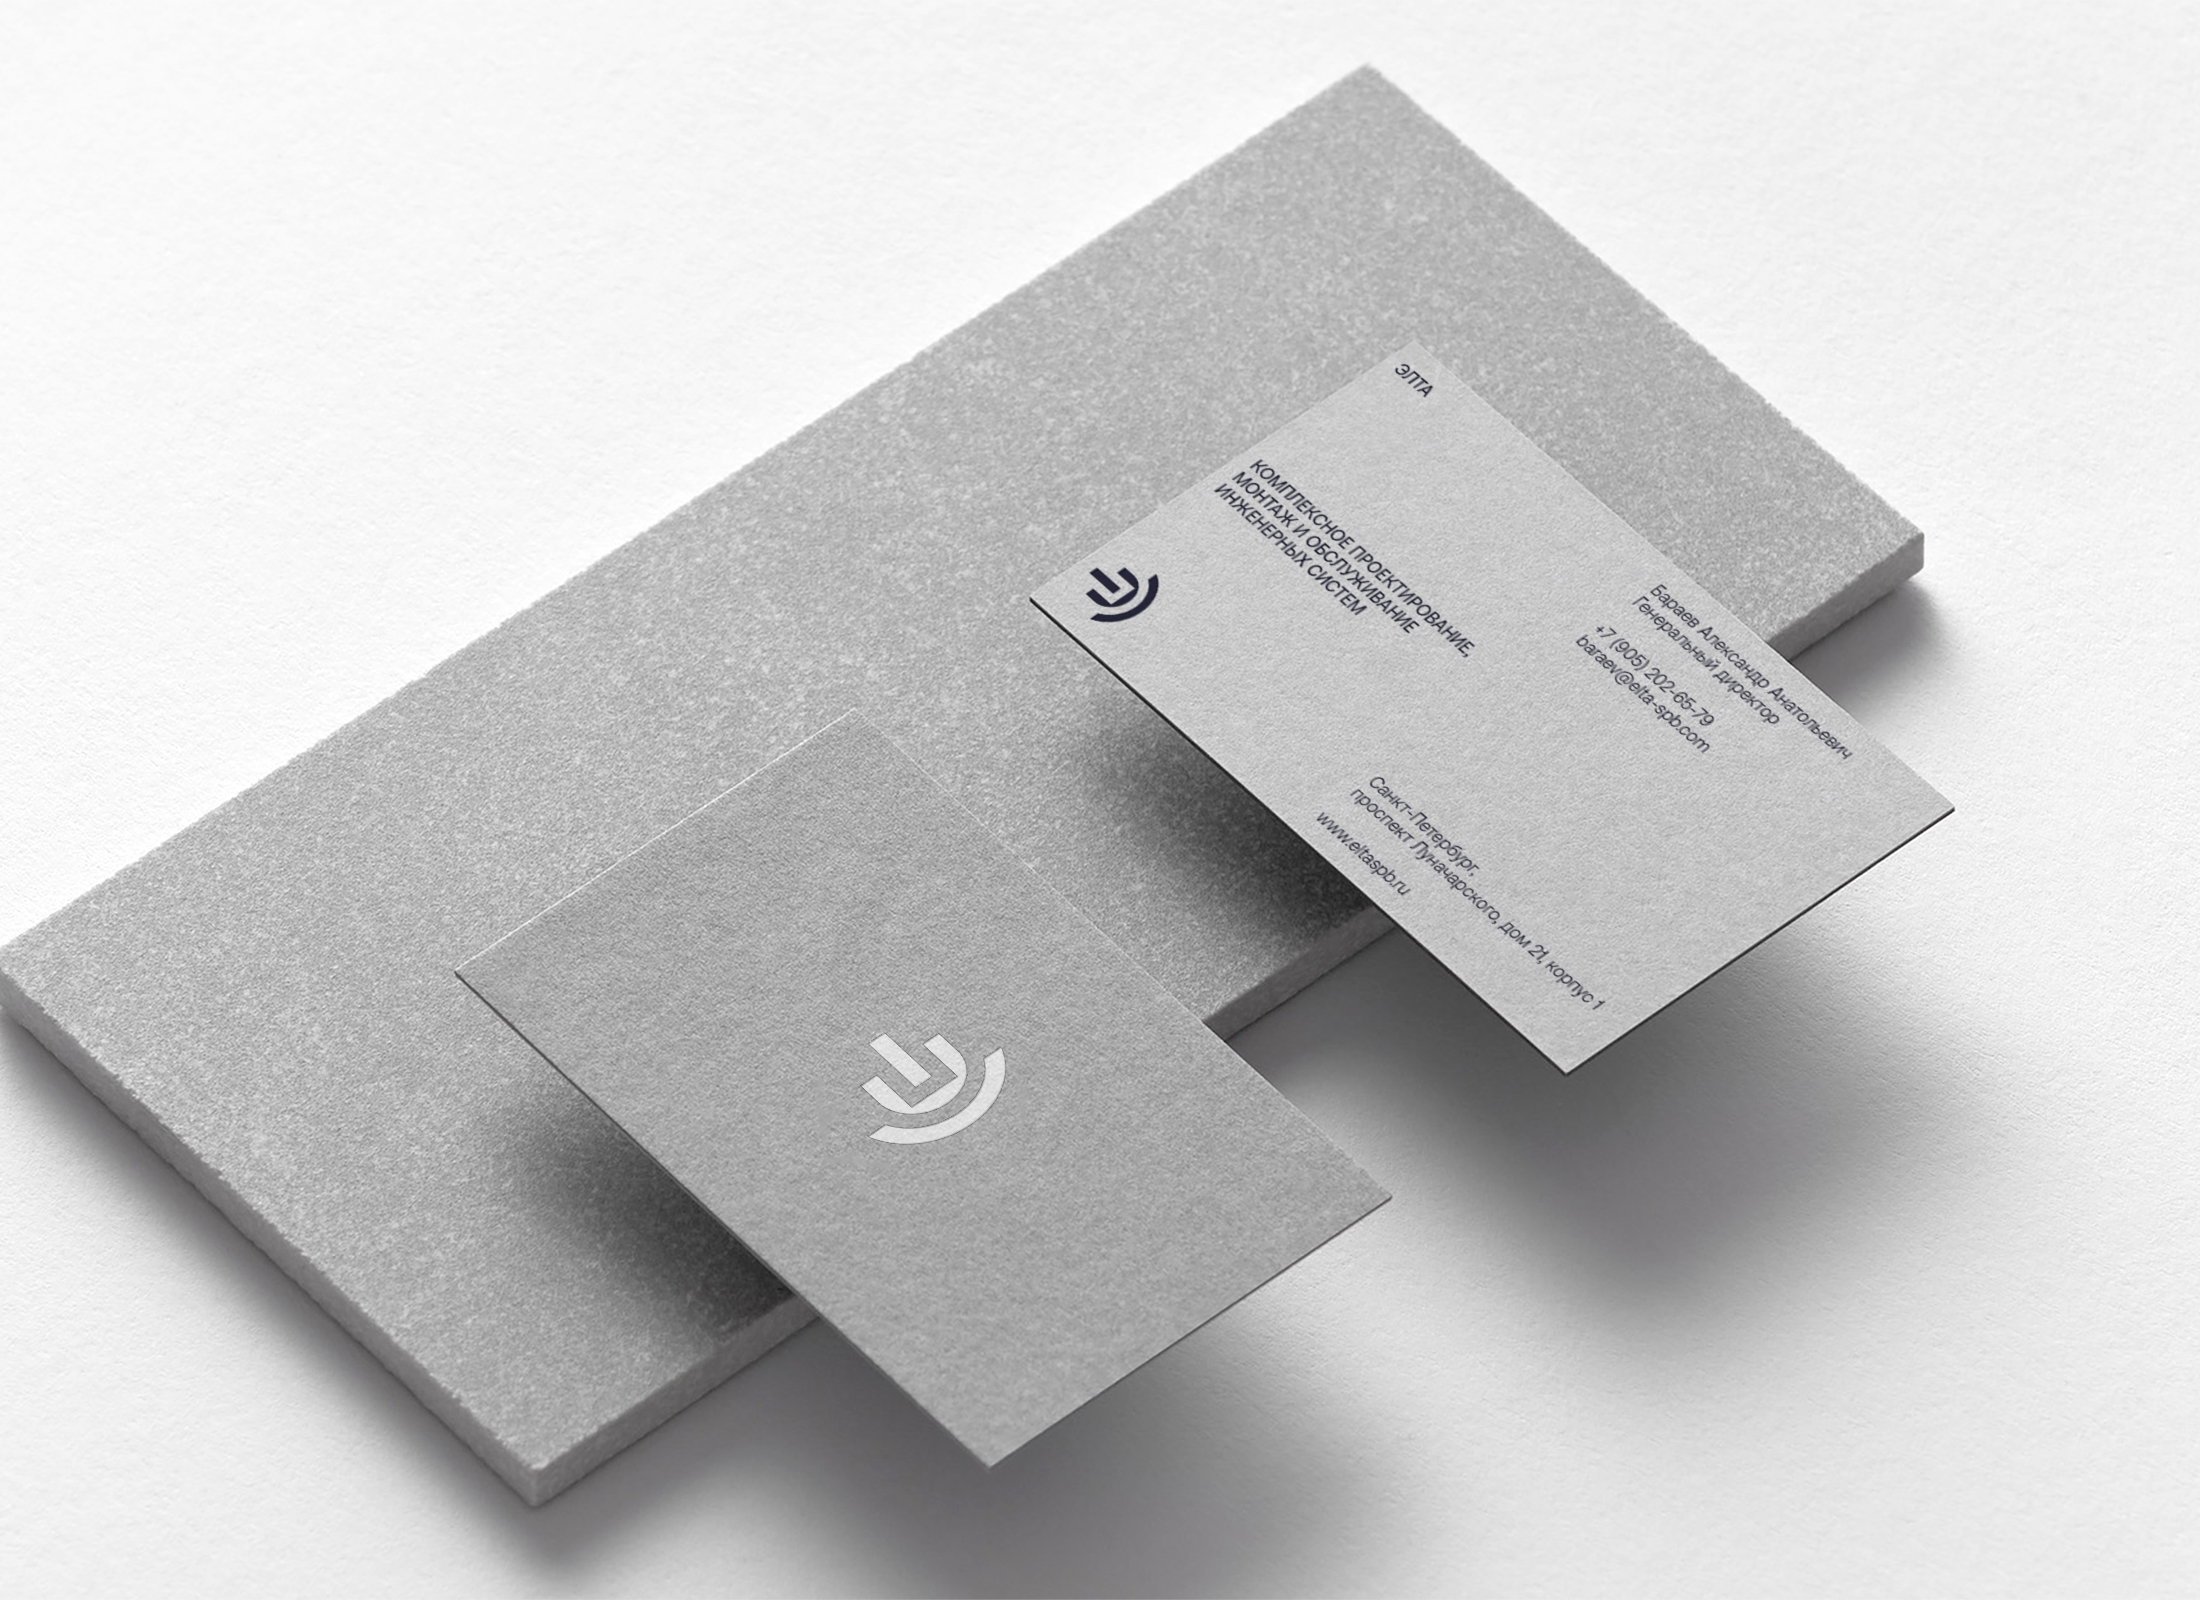 ЭЛТА
КОМПЛЕКСНОЕ ПРОЕКТИРОВАНИЕ,
МОНТАЖ И ОБСЛУЖИВАНИЕ
ИНЖЕНЕРНЫХ СИСТЕМ
Бараев Александр Анатольевич
Генеральный директор
+7 (905) 202-65-79
baraev@elta-spb.com
Санкт-Петербург,
проспект Луначарского, дом 21, корпус 1
www.eltaspb.ru